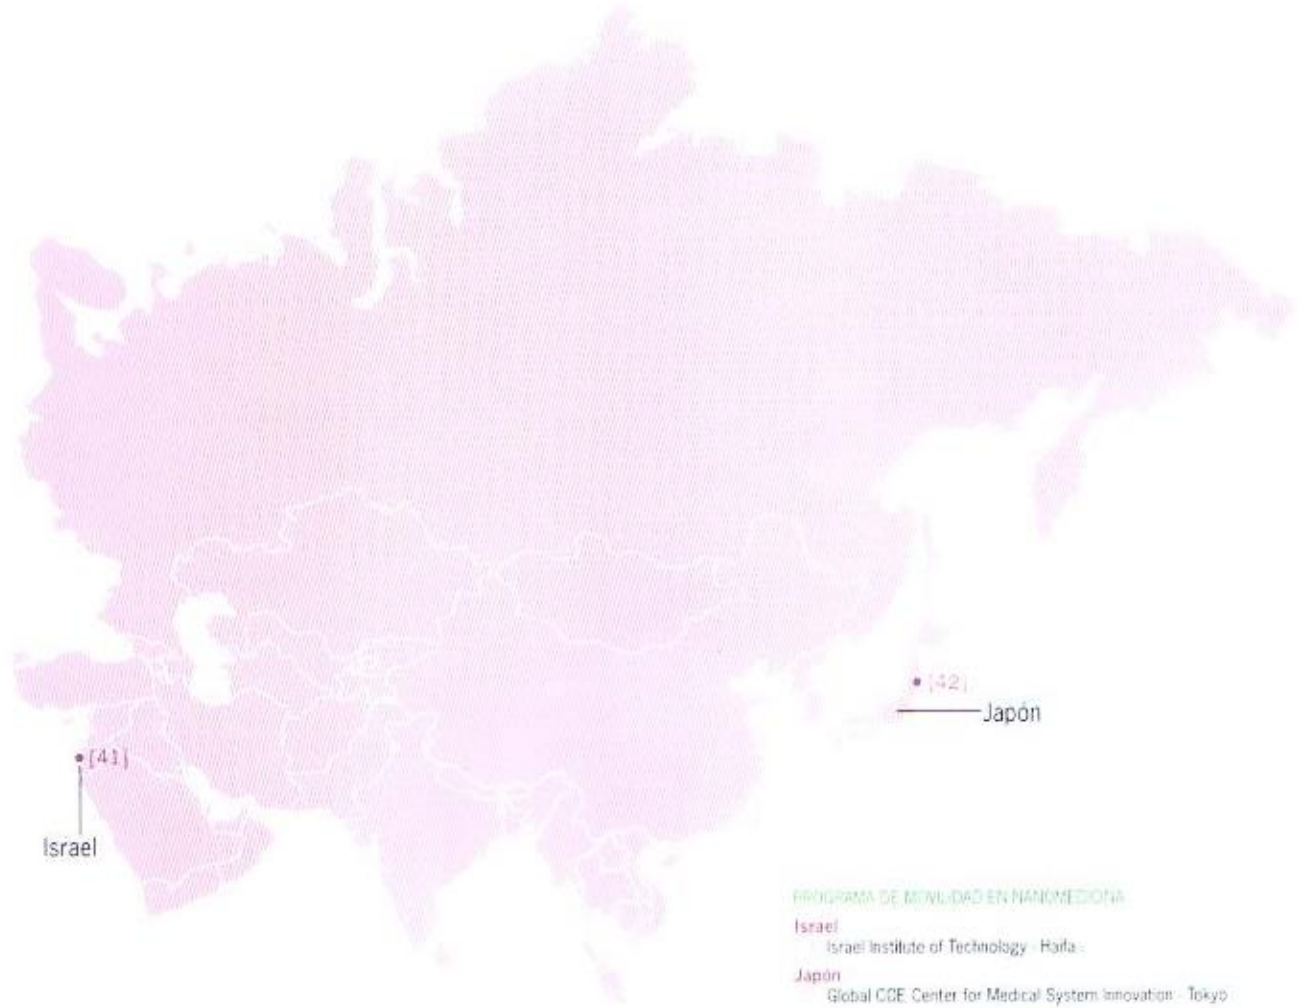 [42]
Japón
[41]
Israel
PROGRAMA DE MOVILIDAD EN NANOMEDICINA
Israel
Israel Institute of Technology - Haifa
Japón
Global COE Center for Medical System Innovation - Tokyo